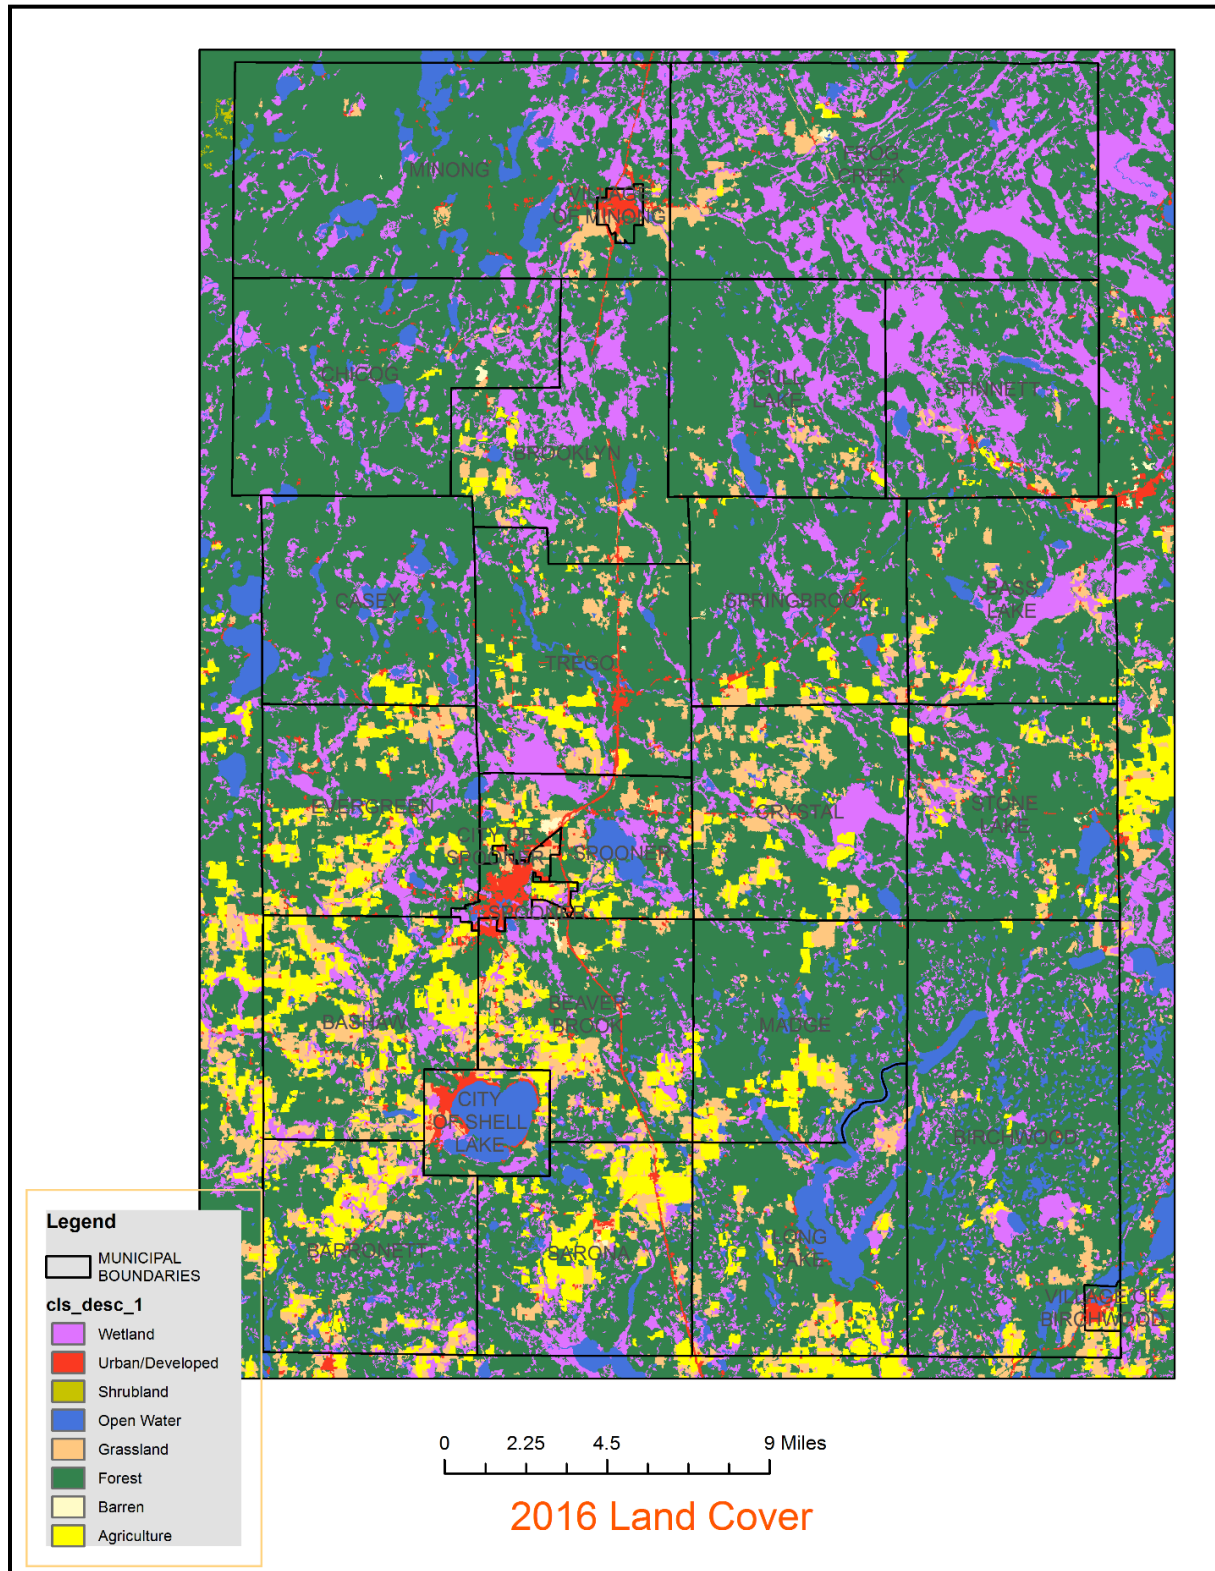 MINONG
FROG
CREEK
VILLAGE
OF MINONG
CHICOG
GULL
LAKE
STINNETT
BROOKLYN
CASEY
SPRINGBROOK
BASS
LAKE
TREGO
EVERGREEN
CRYSTAL
STONE
LAKE
CITY OF
SPOONER
SPOONER
SPOONER
BASHAW
BEAVER
BROOK
MADGE
CITY
OF SHELL
LAKE
BIRCHWOOD
BARRONETT
SARONA
LONG
LAKE
VILLAGE OF
BIRCHWOOD
Legend
MUNICIPAL
BOUNDARIES
cls_desc_1
Wetland
Urban/Developed
Shrubland
Open Water
Grassland
Forest
Barren
Agriculture
0 2.25 4.5 9 Miles
2016 Land Cover